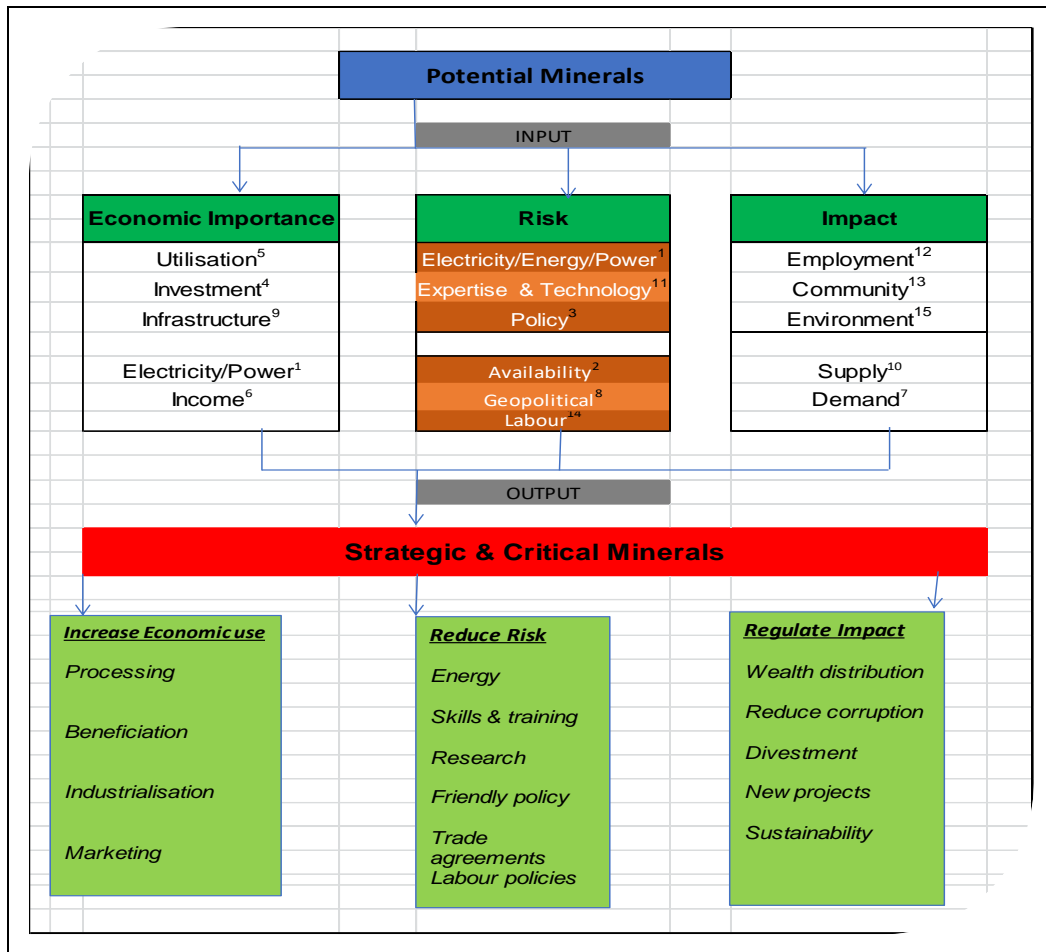 Potential Minerals
INPUT
Economic Importance
Utilisation⁵
Investment⁴
Infrastructure⁹
Electricity/Power¹
Income⁶
Risk
Electricity/Energy/Power¹
Expertise & Technology¹¹
Policy³
Availability²
Geopolitical⁸
Labour¹⁴
Impact
Employment¹²
Community¹³
Environment¹⁵
Supply¹⁰
Demand⁷
OUTPUT
Strategic & Critical Minerals
Increase Economic use
Processing
Beneficiation
Industrialisation
Marketing
Reduce Risk
Energy
Skills & training
Research
Friendly policy
Trade
agreements
Labour policies
Regulate Impact
Wealth distribution
Reduce corruption
Divestment
New projects
Sustainability